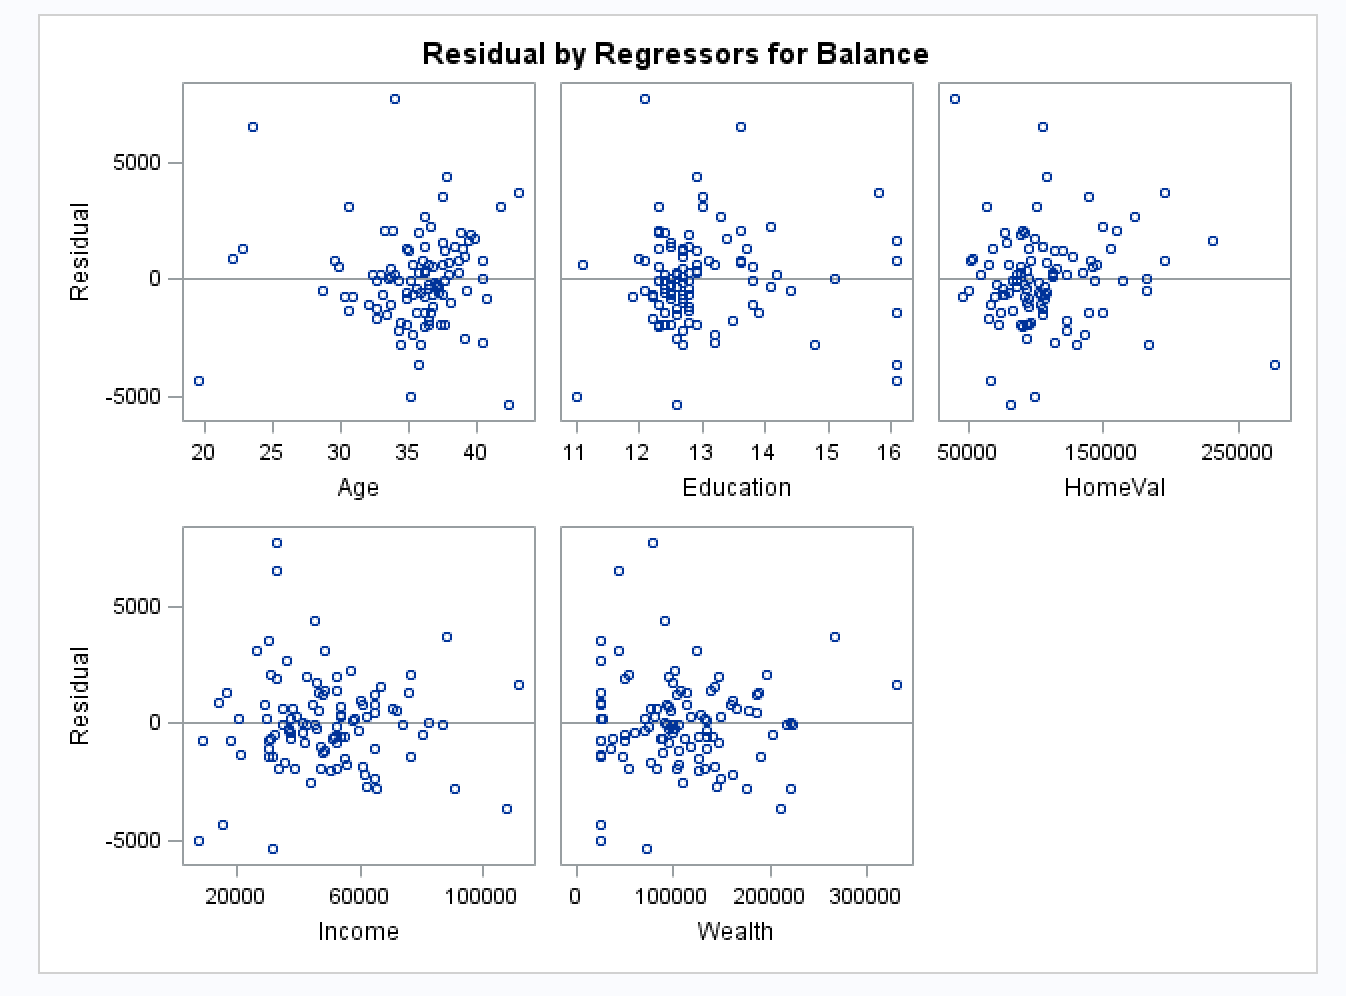 Residual by Regressors for Balance
Residual
5000
0
-5000
20 25 30 35 40
Age
11 12 13 14 15 16
Education
50000 150000 250000
HomeVal
Residual
5000
0
-5000
20000 60000 100000
Income
0 100000 200000 300000
Wealth